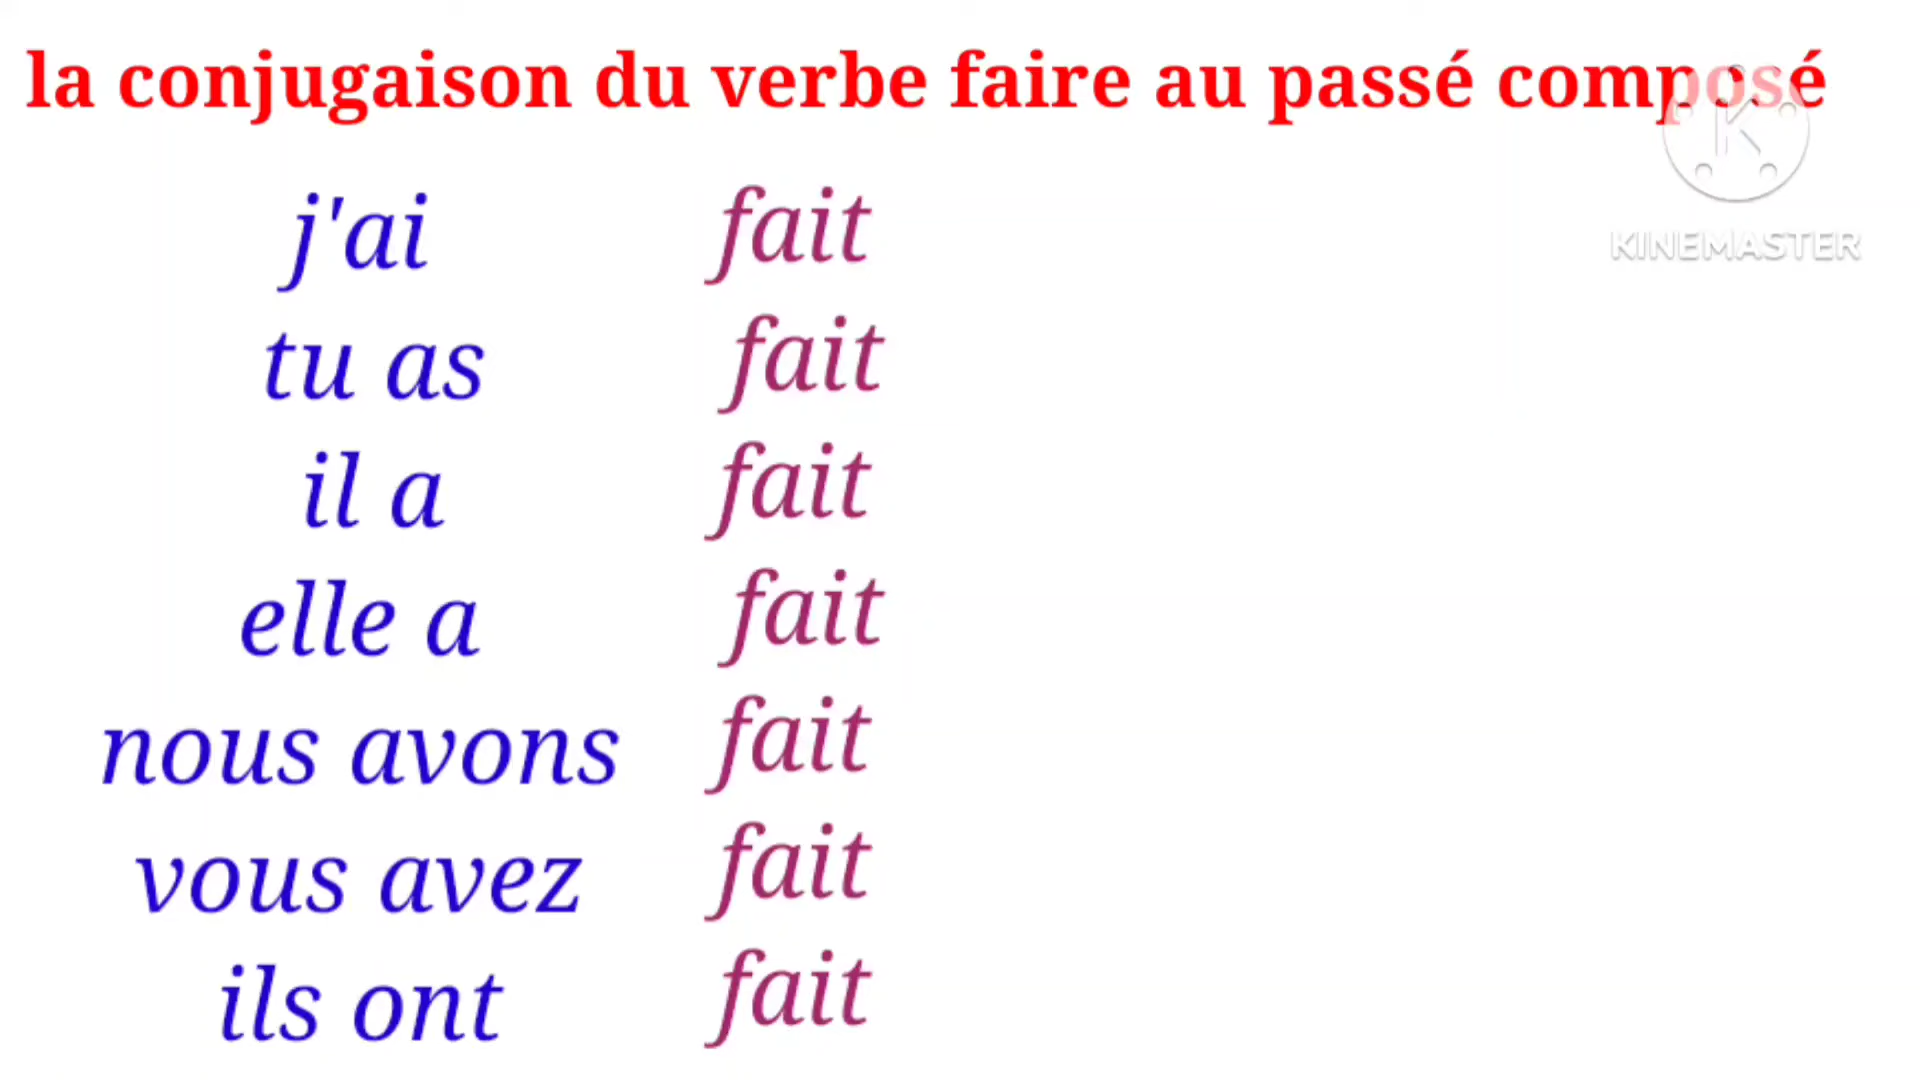 la conjugaison du verbe faire au passé composé
KINEMASTER
j'ai fait
tu as fait
il a fait
elle a fait
nous avons fait
vous avez fait
ils ont fait